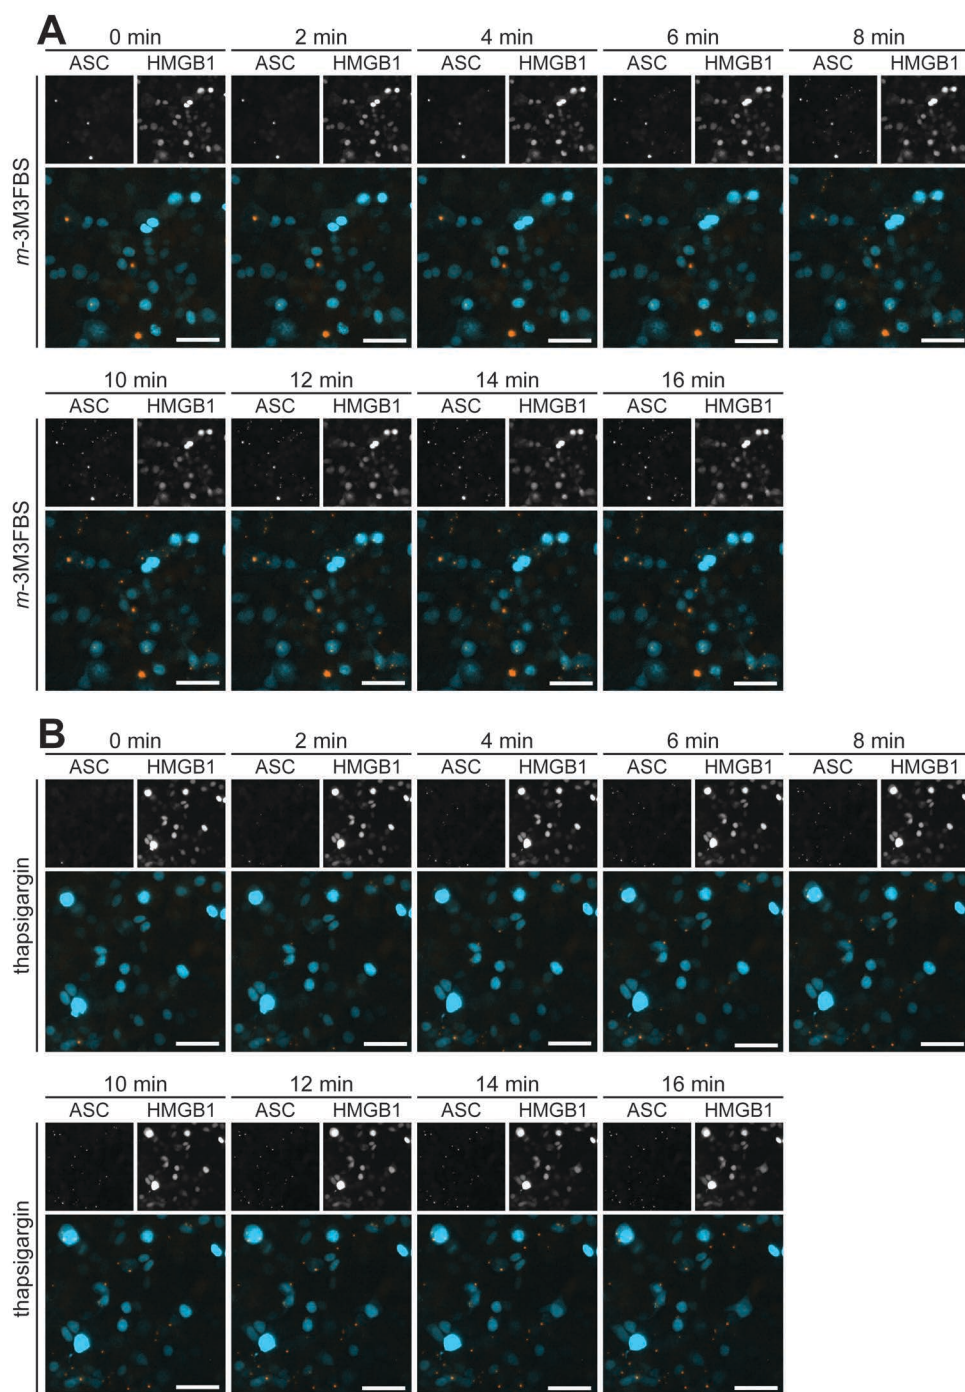 A
0 min 2 min 4 min 6 min 8 min
ASC HMGB1 ASC HMGB1 ASC HMGB1 ASC HMGB1 ASC HMGB1
m-3M3FBS
10 min 12 min 14 min 16 min
ASC HMGB1 ASC HMGB1 ASC HMGB1 ASC HMGB1
m-3M3FBS
B
0 min 2 min 4 min 6 min 8 min
ASC HMGB1 ASC HMGB1 ASC HMGB1 ASC HMGB1 ASC HMGB1
thapsigargin
10 min 12 min 14 min 16 min
ASC HMGB1 ASC HMGB1 ASC HMGB1 ASC HMGB1
thapsigargin